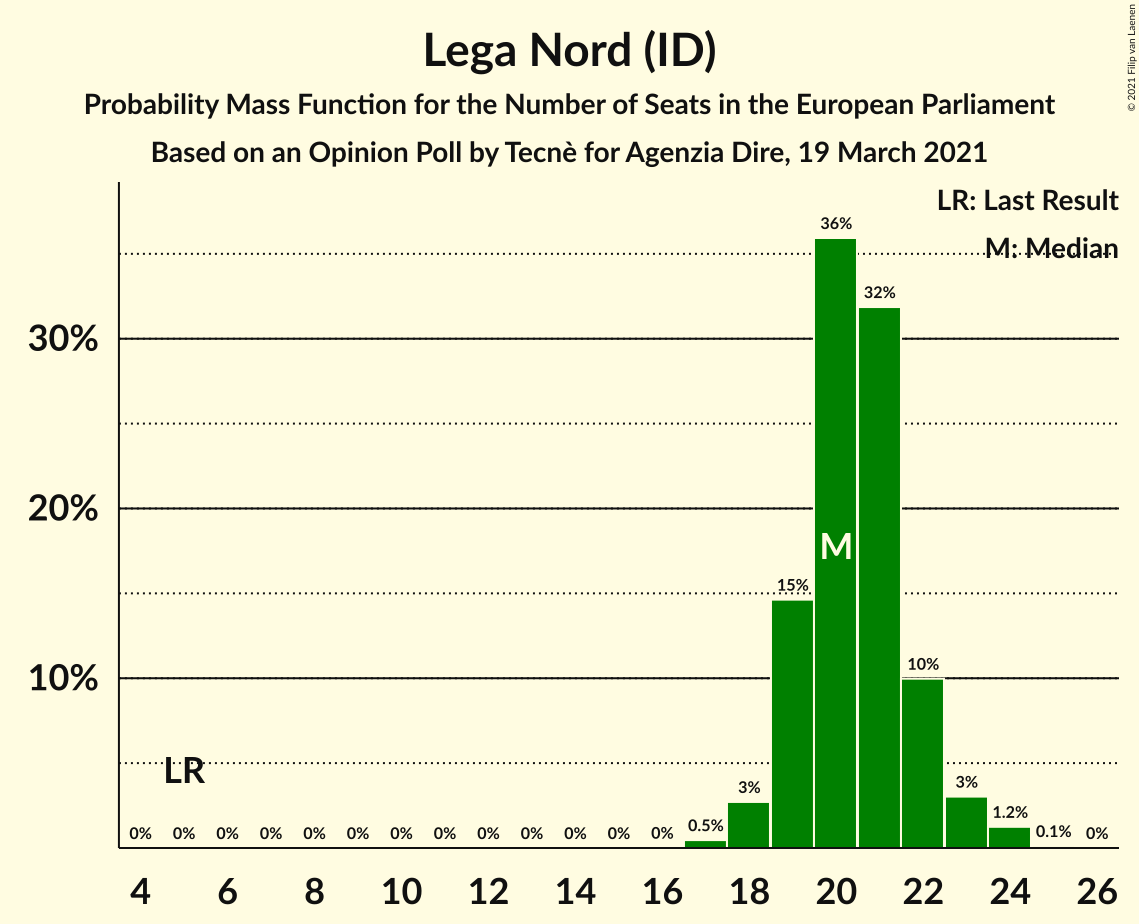 Lega Nord (ID)
Probability Mass Function for the Number of Seats in the European Parliament
Based on an Opinion Poll by Tecnè for Agenzia Dire, 19 March 2021
© 2021 Filip van Laenen
LR: Last Result
M: Median
36%
32%
30%
20%
M
15%
10%
10%
LR
3%
3%
1.2%
0% 0% 0% 0% 0% 0% 0% 0% 0% 0% 0% 0% 0% 0.5% 0.1% 0%
4 6 8 10 12 14 16 18 20 22 24 26